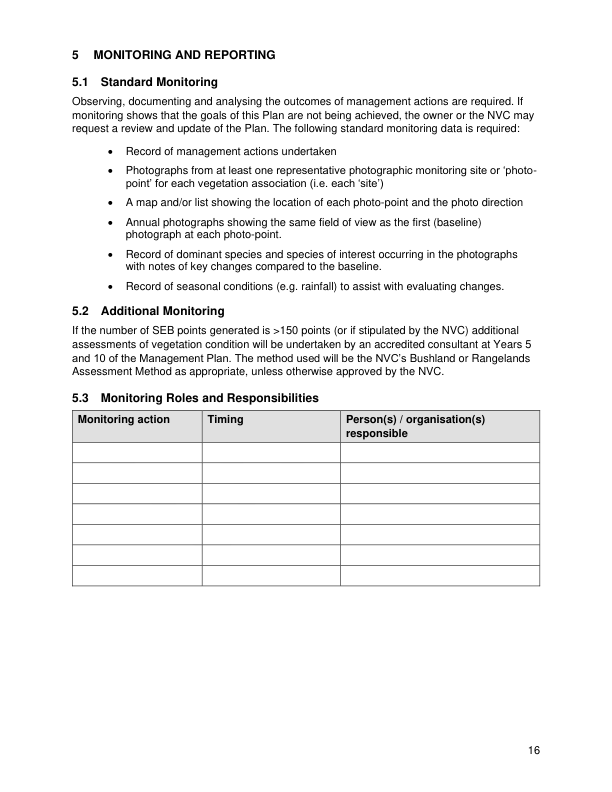 5 MONITORING AND REPORTING
5.1 Standard Monitoring
Observing, documenting and analysing the outcomes of management actions are required. If
monitoring shows that the goals of this Plan are not being achieved, the owner or the NVC may
request a review and update of the Plan. The following standard monitoring data is required:
• Record of management actions undertaken
• Photographs from at least one representative photographic monitoring site or ‘photo-
point’ for each vegetation association (i.e. each ‘site’)
• A map and/or list showing the location of each photo-point and the photo direction
• Annual photographs showing the same field of view as the first (baseline)
photograph at each photo-point.
• Record of dominant species and species of interest occurring in the photographs
with notes of key changes compared to the baseline.
• Record of seasonal conditions (e.g. rainfall) to assist with evaluating changes.
5.2 Additional Monitoring
If the number of SEB points generated is >150 points (or if stipulated by the NVC) additional
assessments of vegetation condition will be undertaken by an accredited consultant at Years 5
and 10 of the Management Plan. The method used will be the NVC’s Bushland or Rangelands
Assessment Method as appropriate, unless otherwise approved by the NVC.
5.3 Monitoring Roles and Responsibilities
Monitoring action Timing Person(s) / organisation(s)
responsible
16